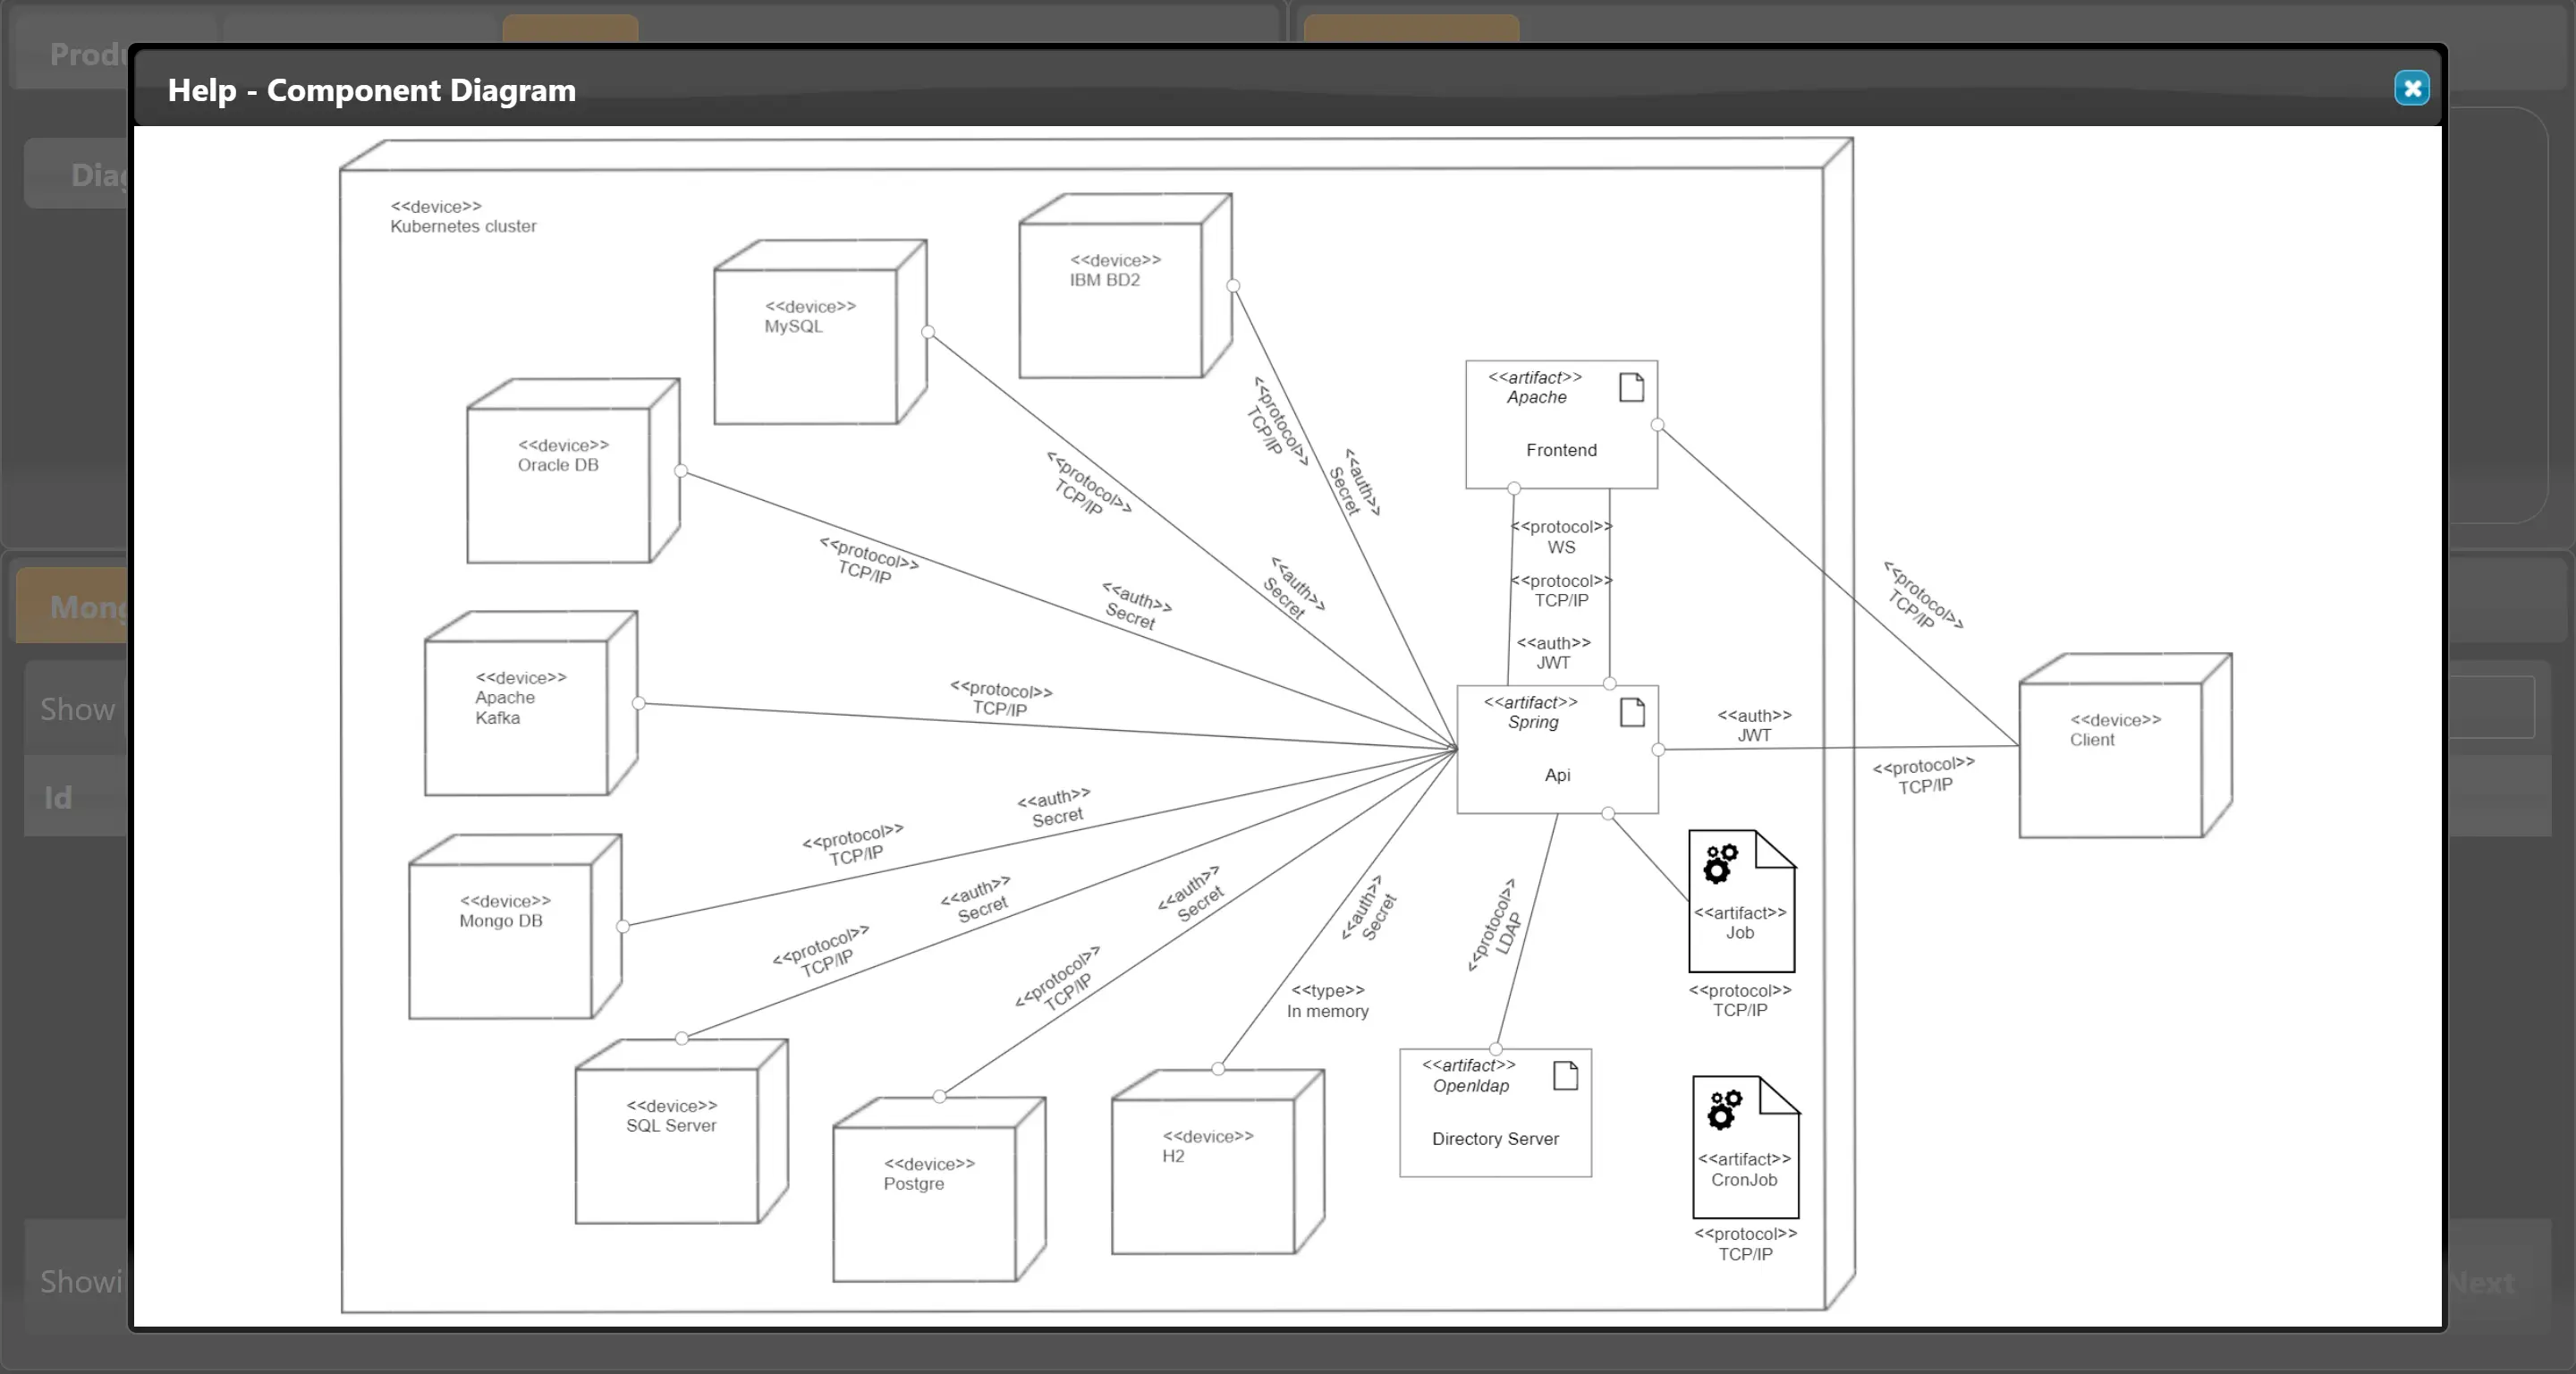 Help - Component Diagram
Produ
Diag
Mong
Show
Id
Showi
Next
<<device>>
Kubernetes cluster
<<device>>
IBM BD2
<<device>>
MySQL
<<device>>
Oracle DB
<<device>>
Apache
Kafka
<<device>>
Mongo DB
<<device>>
SQL Server
<<device>>
Postgre
<<device>>
H2
<<protocol>>
TCP/IP
<<auth>>
Secret
<<protocol>>
TCP/IP
<<auth>>
Secret
<<protocol>>
TCP/IP
<<auth>>
Secret
<<protocol>>
TCP/IP
<<auth>>
Secret
<<protocol>>
TCP/IP
<<auth>>
Secret
<<protocol>>
TCP/IP
<<auth>>
Secret
<<protocol>>
TCP/IP
<<auth>>
Secret
<<type>>
In memory
<<artifact>>
Apache
Frontend
<<protocol>>
WS
<<protocol>>
TCP/IP
<<auth>>
JWT
<<artifact>>
Spring
Api
<<protocol>>
LDAP
<<artifact>>
Openldap
Directory Server
<<protocol>>
TCP/IP
<<auth>>
JWT
<<protocol>>
TCP/IP
<<device>>
Client
<<artifact>>
Job
<<protocol>>
TCP/IP
<<artifact>>
CronJob
<<protocol>>
TCP/IP